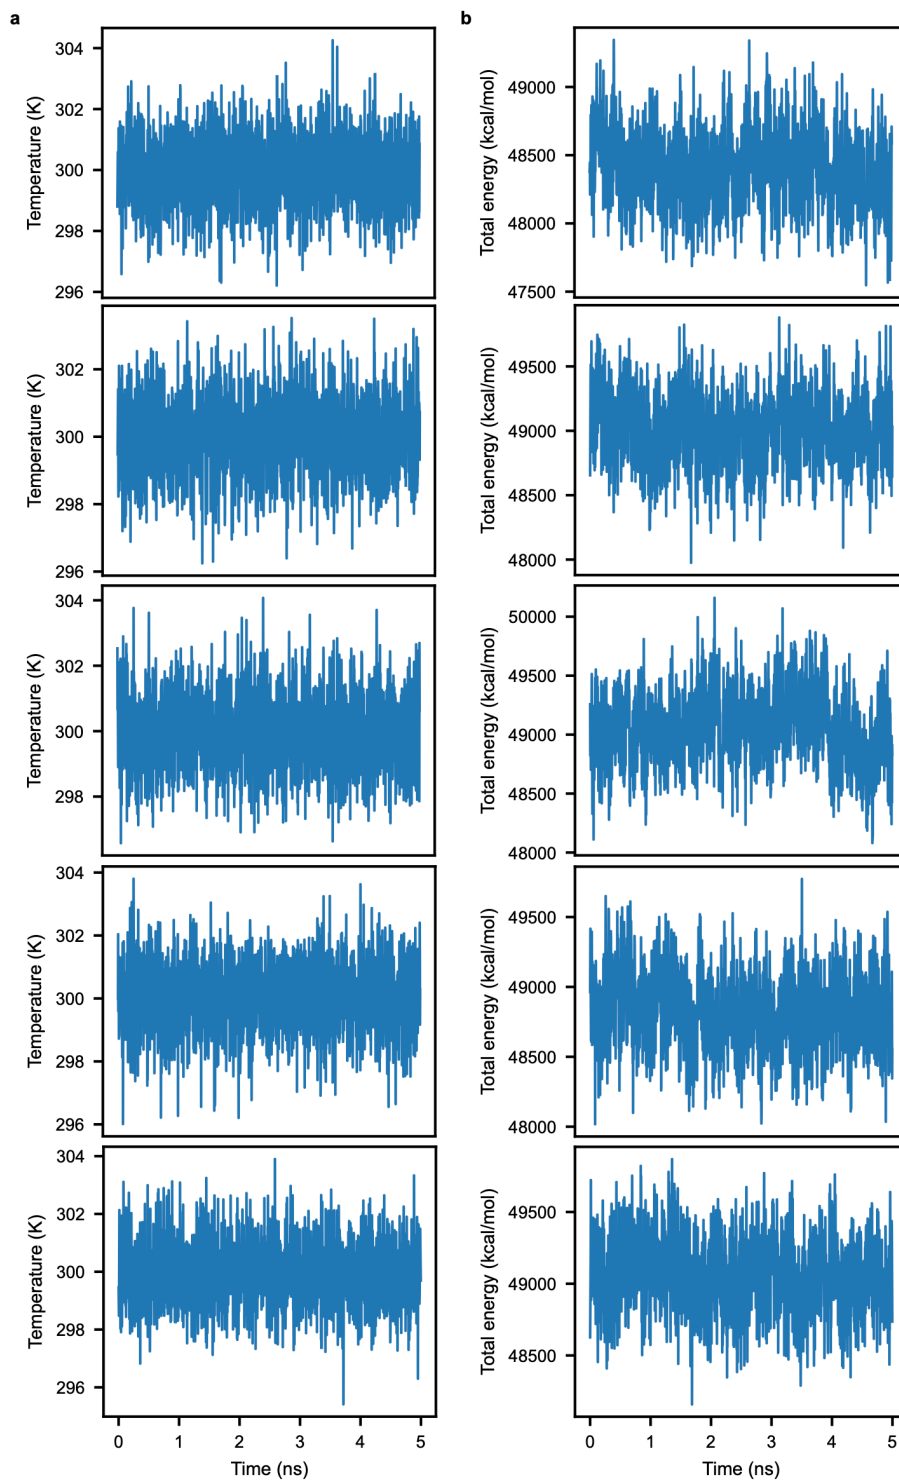 a
b
304
302
300
298
296
Temperature (K)
49000
48500
48000
47500
Total energy (kcal/mol)
302
300
298
296
Temperature (K)
49500
49000
48500
48000
Total energy (kcal/mol)
304
302
300
298
Temperature (K)
50000
49500
49000
48500
48000
Total energy (kcal/mol)
304
302
300
298
296
Temperature (K)
49500
49000
48500
48000
Total energy (kcal/mol)
304
302
300
298
296
Temperature (K)
49500
49000
48500
Total energy (kcal/mol)
0 1 2 3 4 5
Time (ns)
0 1 2 3 4 5
Time (ns)